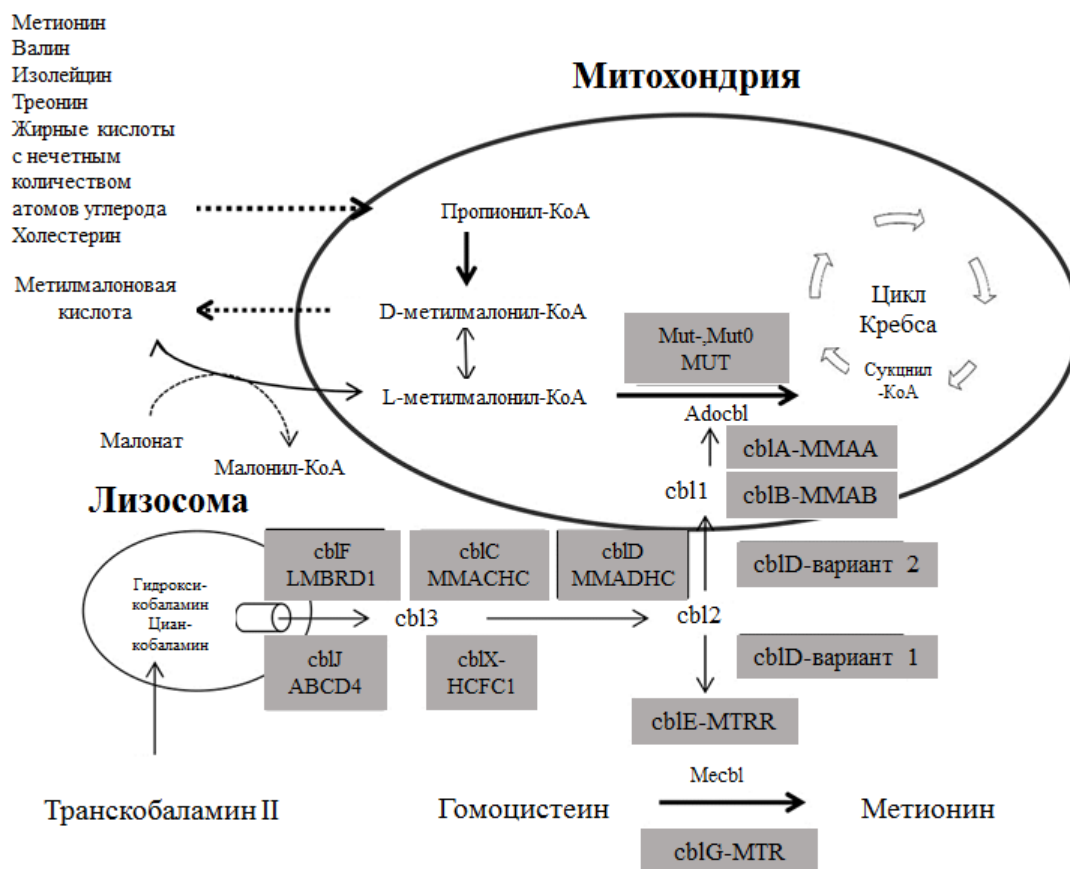 Метионин
Валин
Изолейцин
Треонин
Жирные кислоты
с нечетным
количеством
атомов углерода
Холестерин
Митохондрия
Пропионил-КоА
Метилмалоновая
кислота
D-метилмалонил-КоА
L-метилмалонил-КоА
Mut-,Mut0
MUT
Цикл
Кребса
Сукцнил
-КоА
Adocbl
Малонат
Малонил-КоА
cblA-MMAA
cbl1
cblB-MMAB
Лизосома
cblF
LMBRD1
cblC
MMACHC
cblD
MMADHC
cblD-вариант 2
Гидрокси-
кобаламин
Циан-
кобаламин
cbl3
cbl2
cblJ
ABCD4
cblX-
HCFC1
cblD-вариант 1
cblE-MTRR
Mecbl
Транскобаламин II
Гомоцистеин
Метионин
cblG-MTR